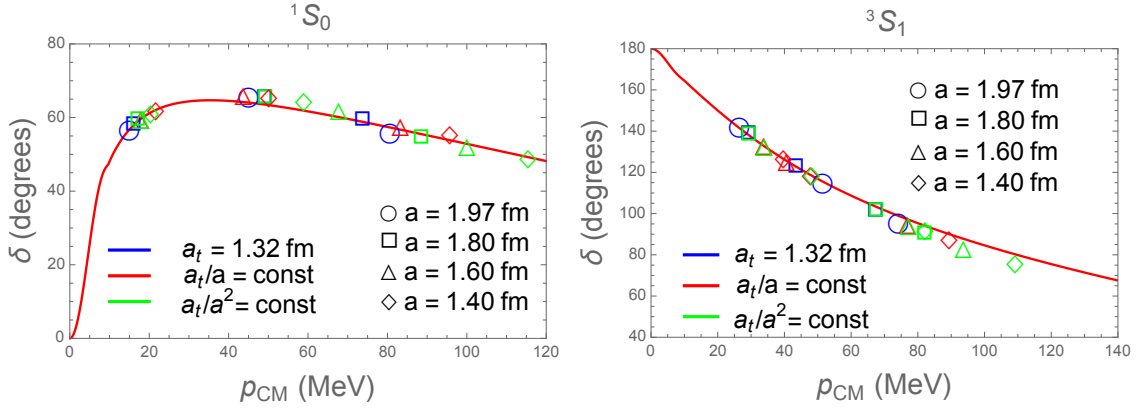 ¹S₀
80
60
40
20
0
0 20 40 60 80 100 120
δ (degrees)
p_CM (MeV)
a_t = 1.32 fm
a_t/a = const
a_t/a² = const
a = 1.97 fm
a = 1.80 fm
a = 1.60 fm
a = 1.40 fm
³S₁
180
160
140
120
100
80
60
40
0 20 40 60 80 100 120 140
δ (degrees)
p_CM (MeV)
a = 1.97 fm
a = 1.80 fm
a = 1.60 fm
a = 1.40 fm
a_t = 1.32 fm
a_t/a = const
a_t/a² = const